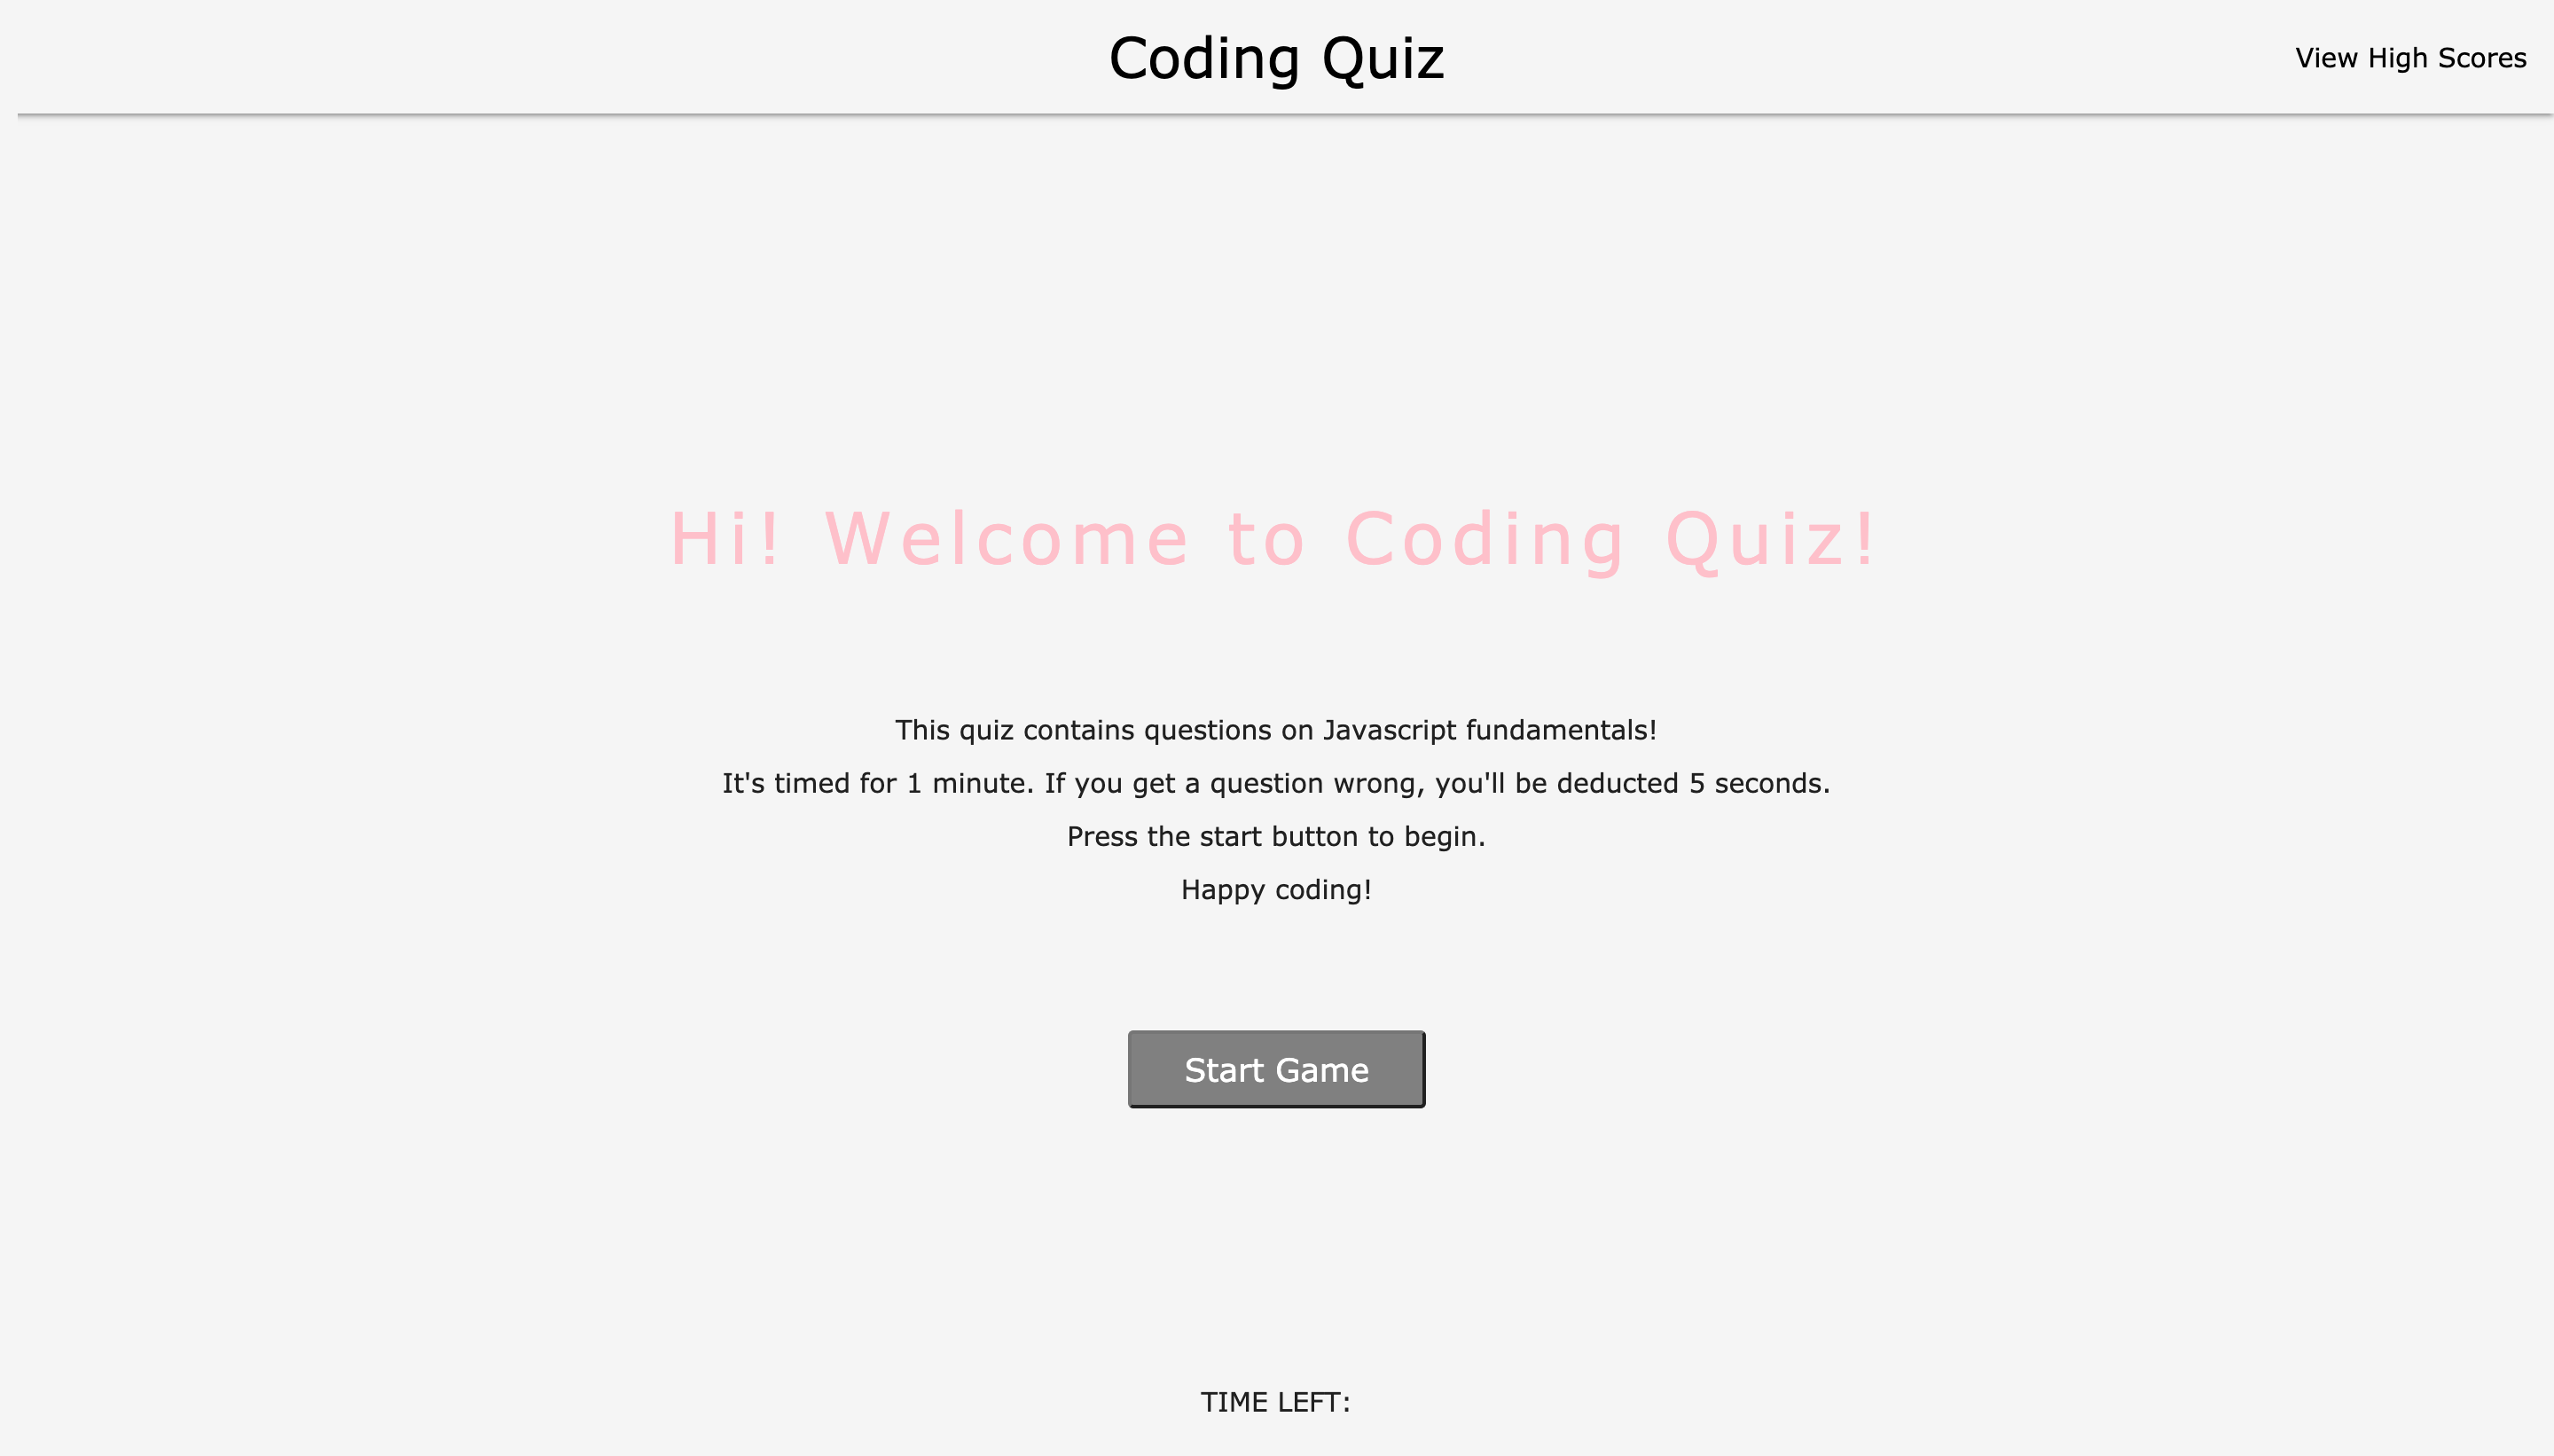 Coding Quiz
View High Scores
Hi! Welcome to Coding Quiz!
This quiz contains questions on Javascript fundamentals!
It's timed for 1 minute. If you get a question wrong, you'll be deducted 5 seconds.
Press the start button to begin.
Happy coding!
Start Game
TIME LEFT: